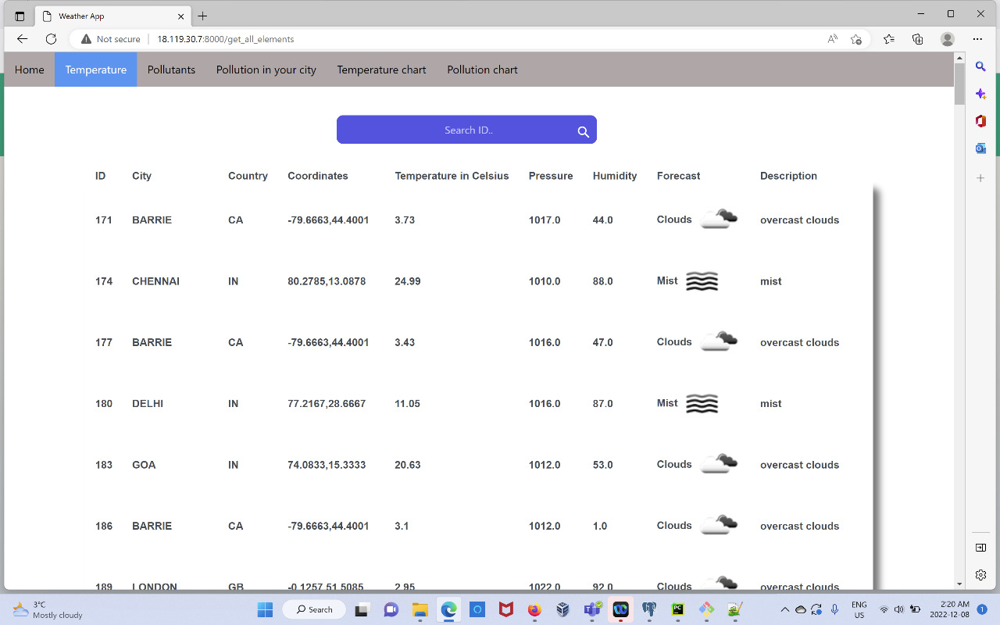 Weather App
Not secure 18.119.30.7:8000/get_all_elements
Home Temperature Pollutants Pollution in your city Temperature chart Pollution chart
Search ID..
ID City Country Coordinates Temperature in Celsius Pressure Humidity Forecast Description
171 BARRIE CA -79.6663,44.4001 3.73 1017.0 44.0 Clouds overcast clouds
174 CHENNAI IN 80.2785,13.0878 24.99 1010.0 88.0 Mist mist
177 BARRIE CA -79.6663,44.4001 3.43 1016.0 47.0 Clouds overcast clouds
180 DELHI IN 77.2167,28.6667 11.05 1016.0 87.0 Mist mist
183 GOA IN 74.0833,15.3333 20.63 1012.0 53.0 Clouds overcast clouds
186 BARRIE CA -79.6663,44.4001 3.1 1012.0 1.0 Clouds overcast clouds
189 LONDON GB -0.1257,51.5085 2.95 1022.0 92.0 Clouds overcast clouds
3°C
Mostly cloudy
Search
ENG
US
2:20 AM
2022-12-08
1